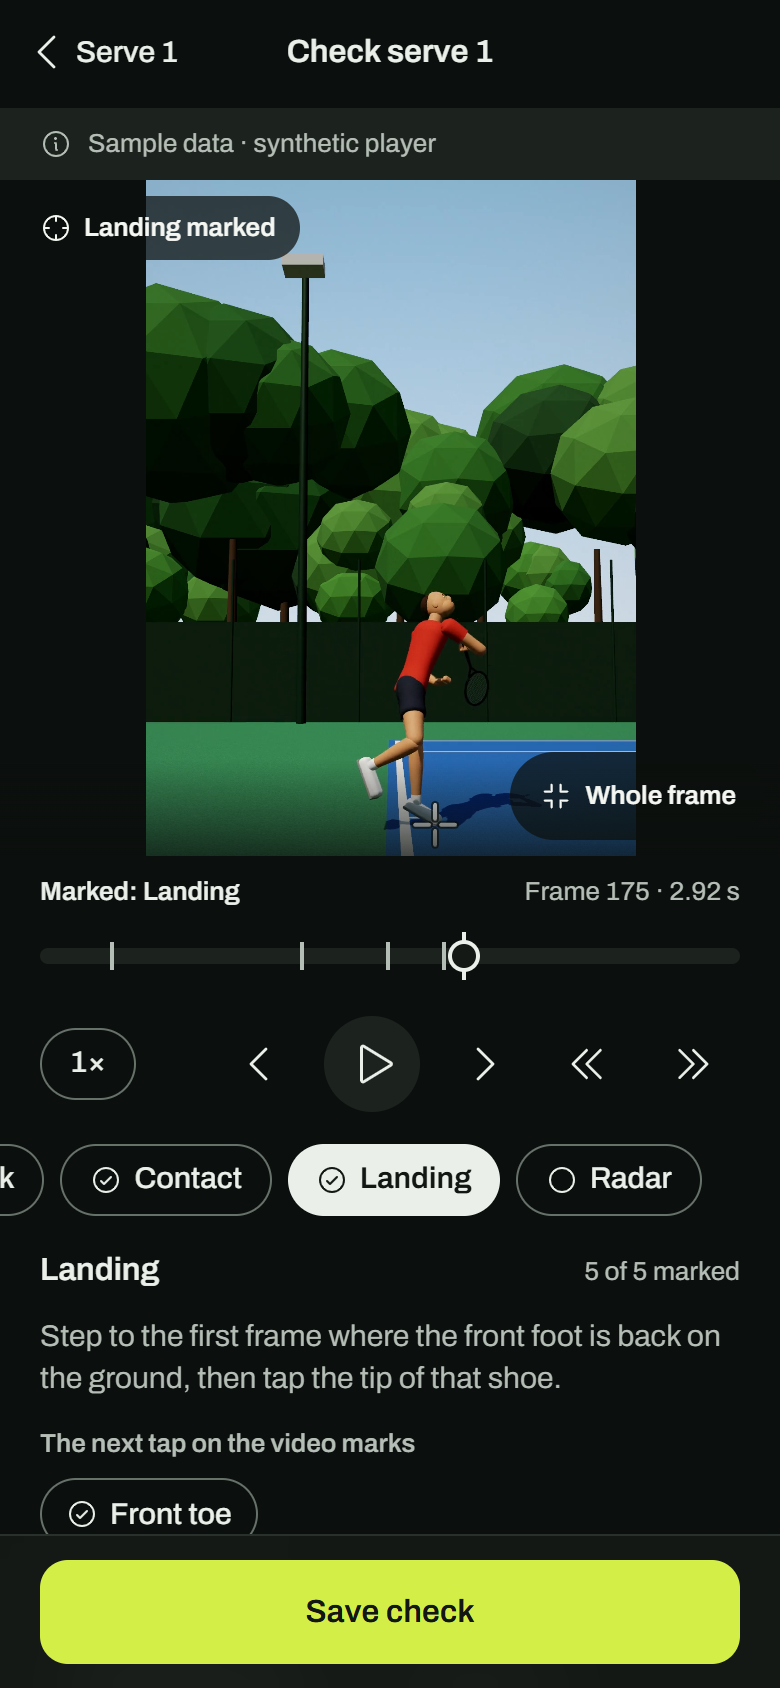 Serve 1
Check serve 1
Sample data · synthetic player
Landing marked
Whole frame
Marked: Landing
Frame 175 · 2.92 s
1×
k
Contact
Landing
Radar
Landing
5 of 5 marked
Step to the first frame where the front foot is back on
the ground, then tap the tip of that shoe.
The next tap on the video marks
Front toe
Save check